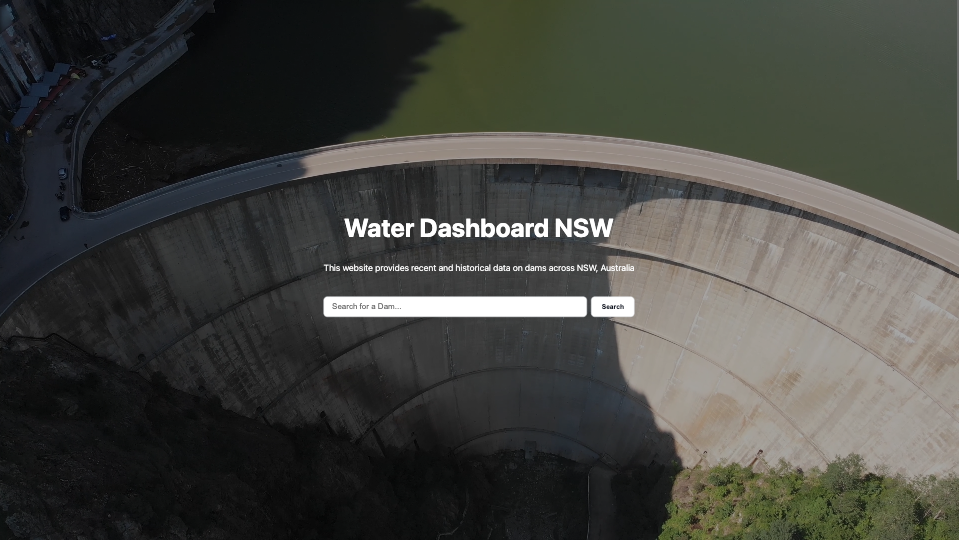 Water Dashboard NSW
This website provides recent and historical data on dams across NSW, Australia
Search for a Dam...
Search